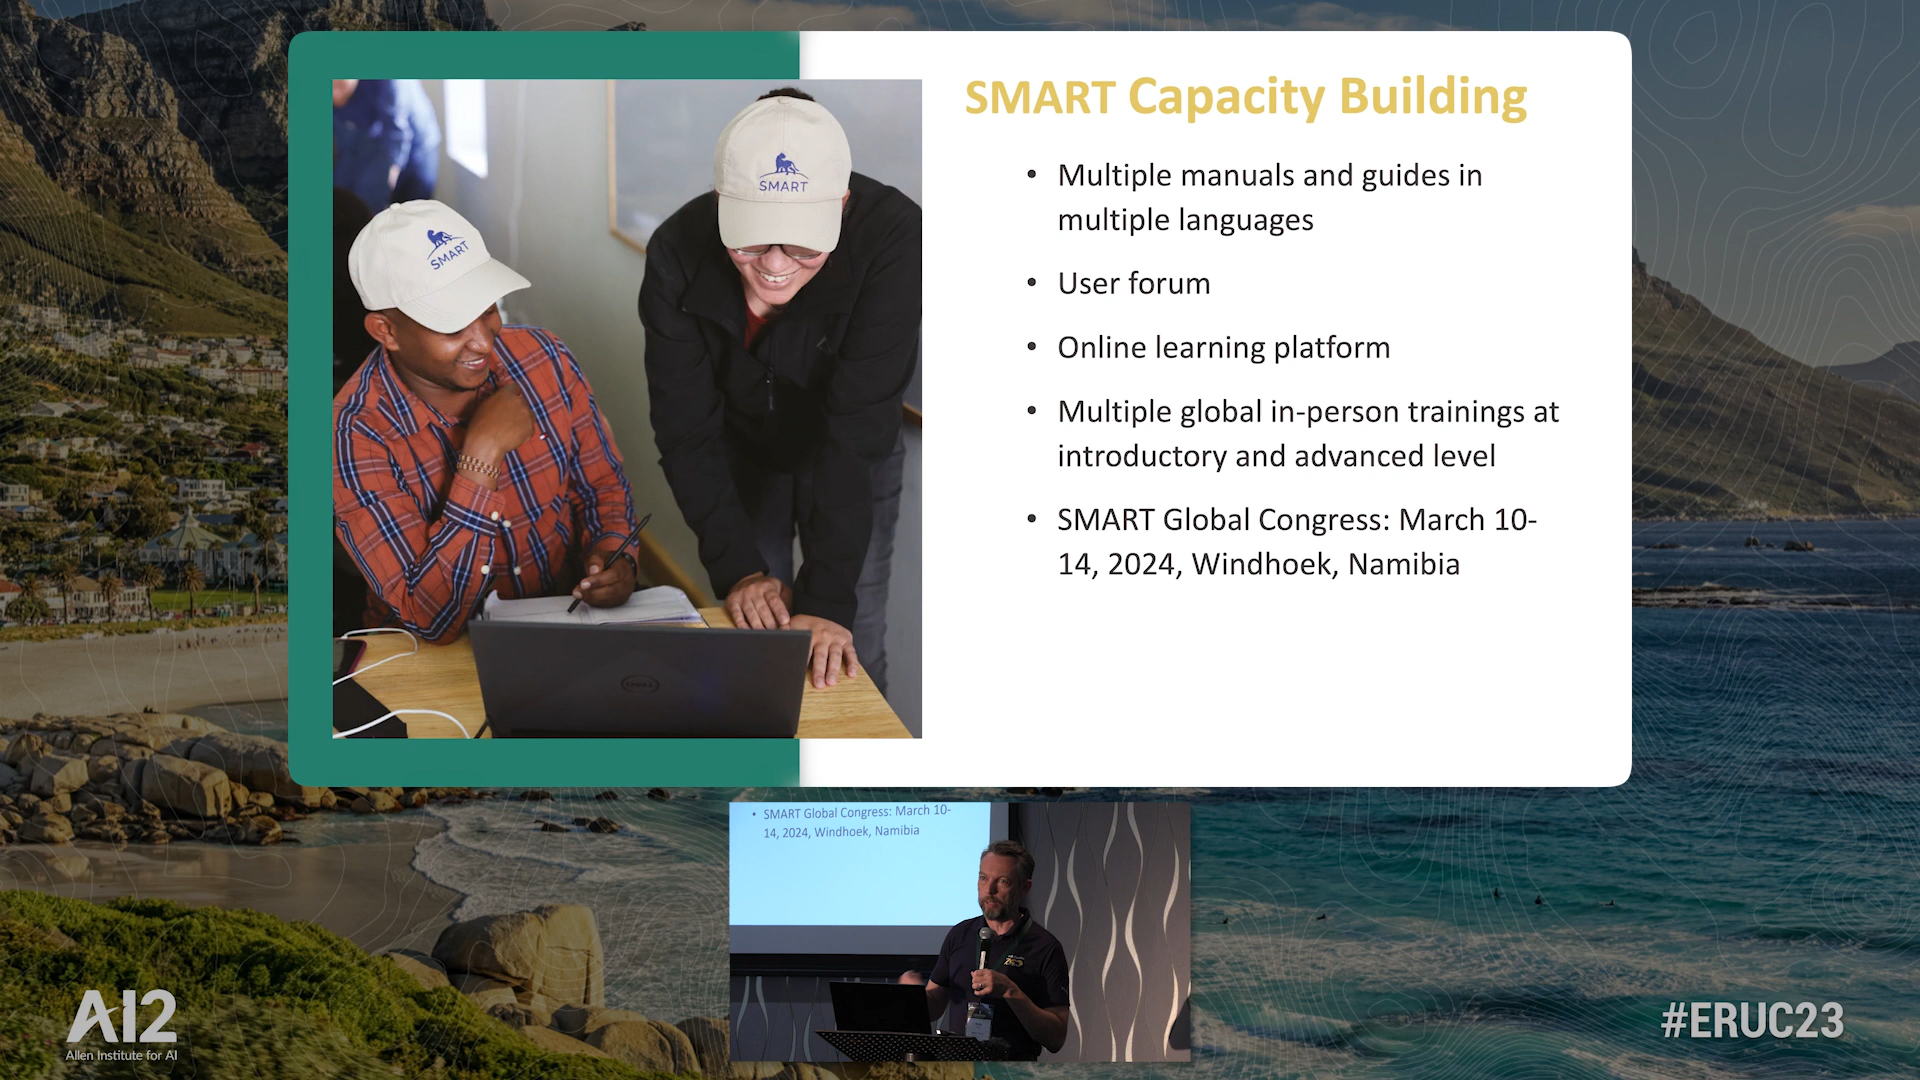 SMART Capacity Building
• Multiple manuals and guides in
multiple languages
• User forum
• Online learning platform
• Multiple global in-person trainings at
introductory and advanced level
• SMART Global Congress: March 10-
14, 2024, Windhoek, Namibia
SMART
SMART
DELL
• SMART Global Congress: March 10-
14, 2024, Windhoek, Namibia
AI2
Allen Institute for AI
#ERUC23